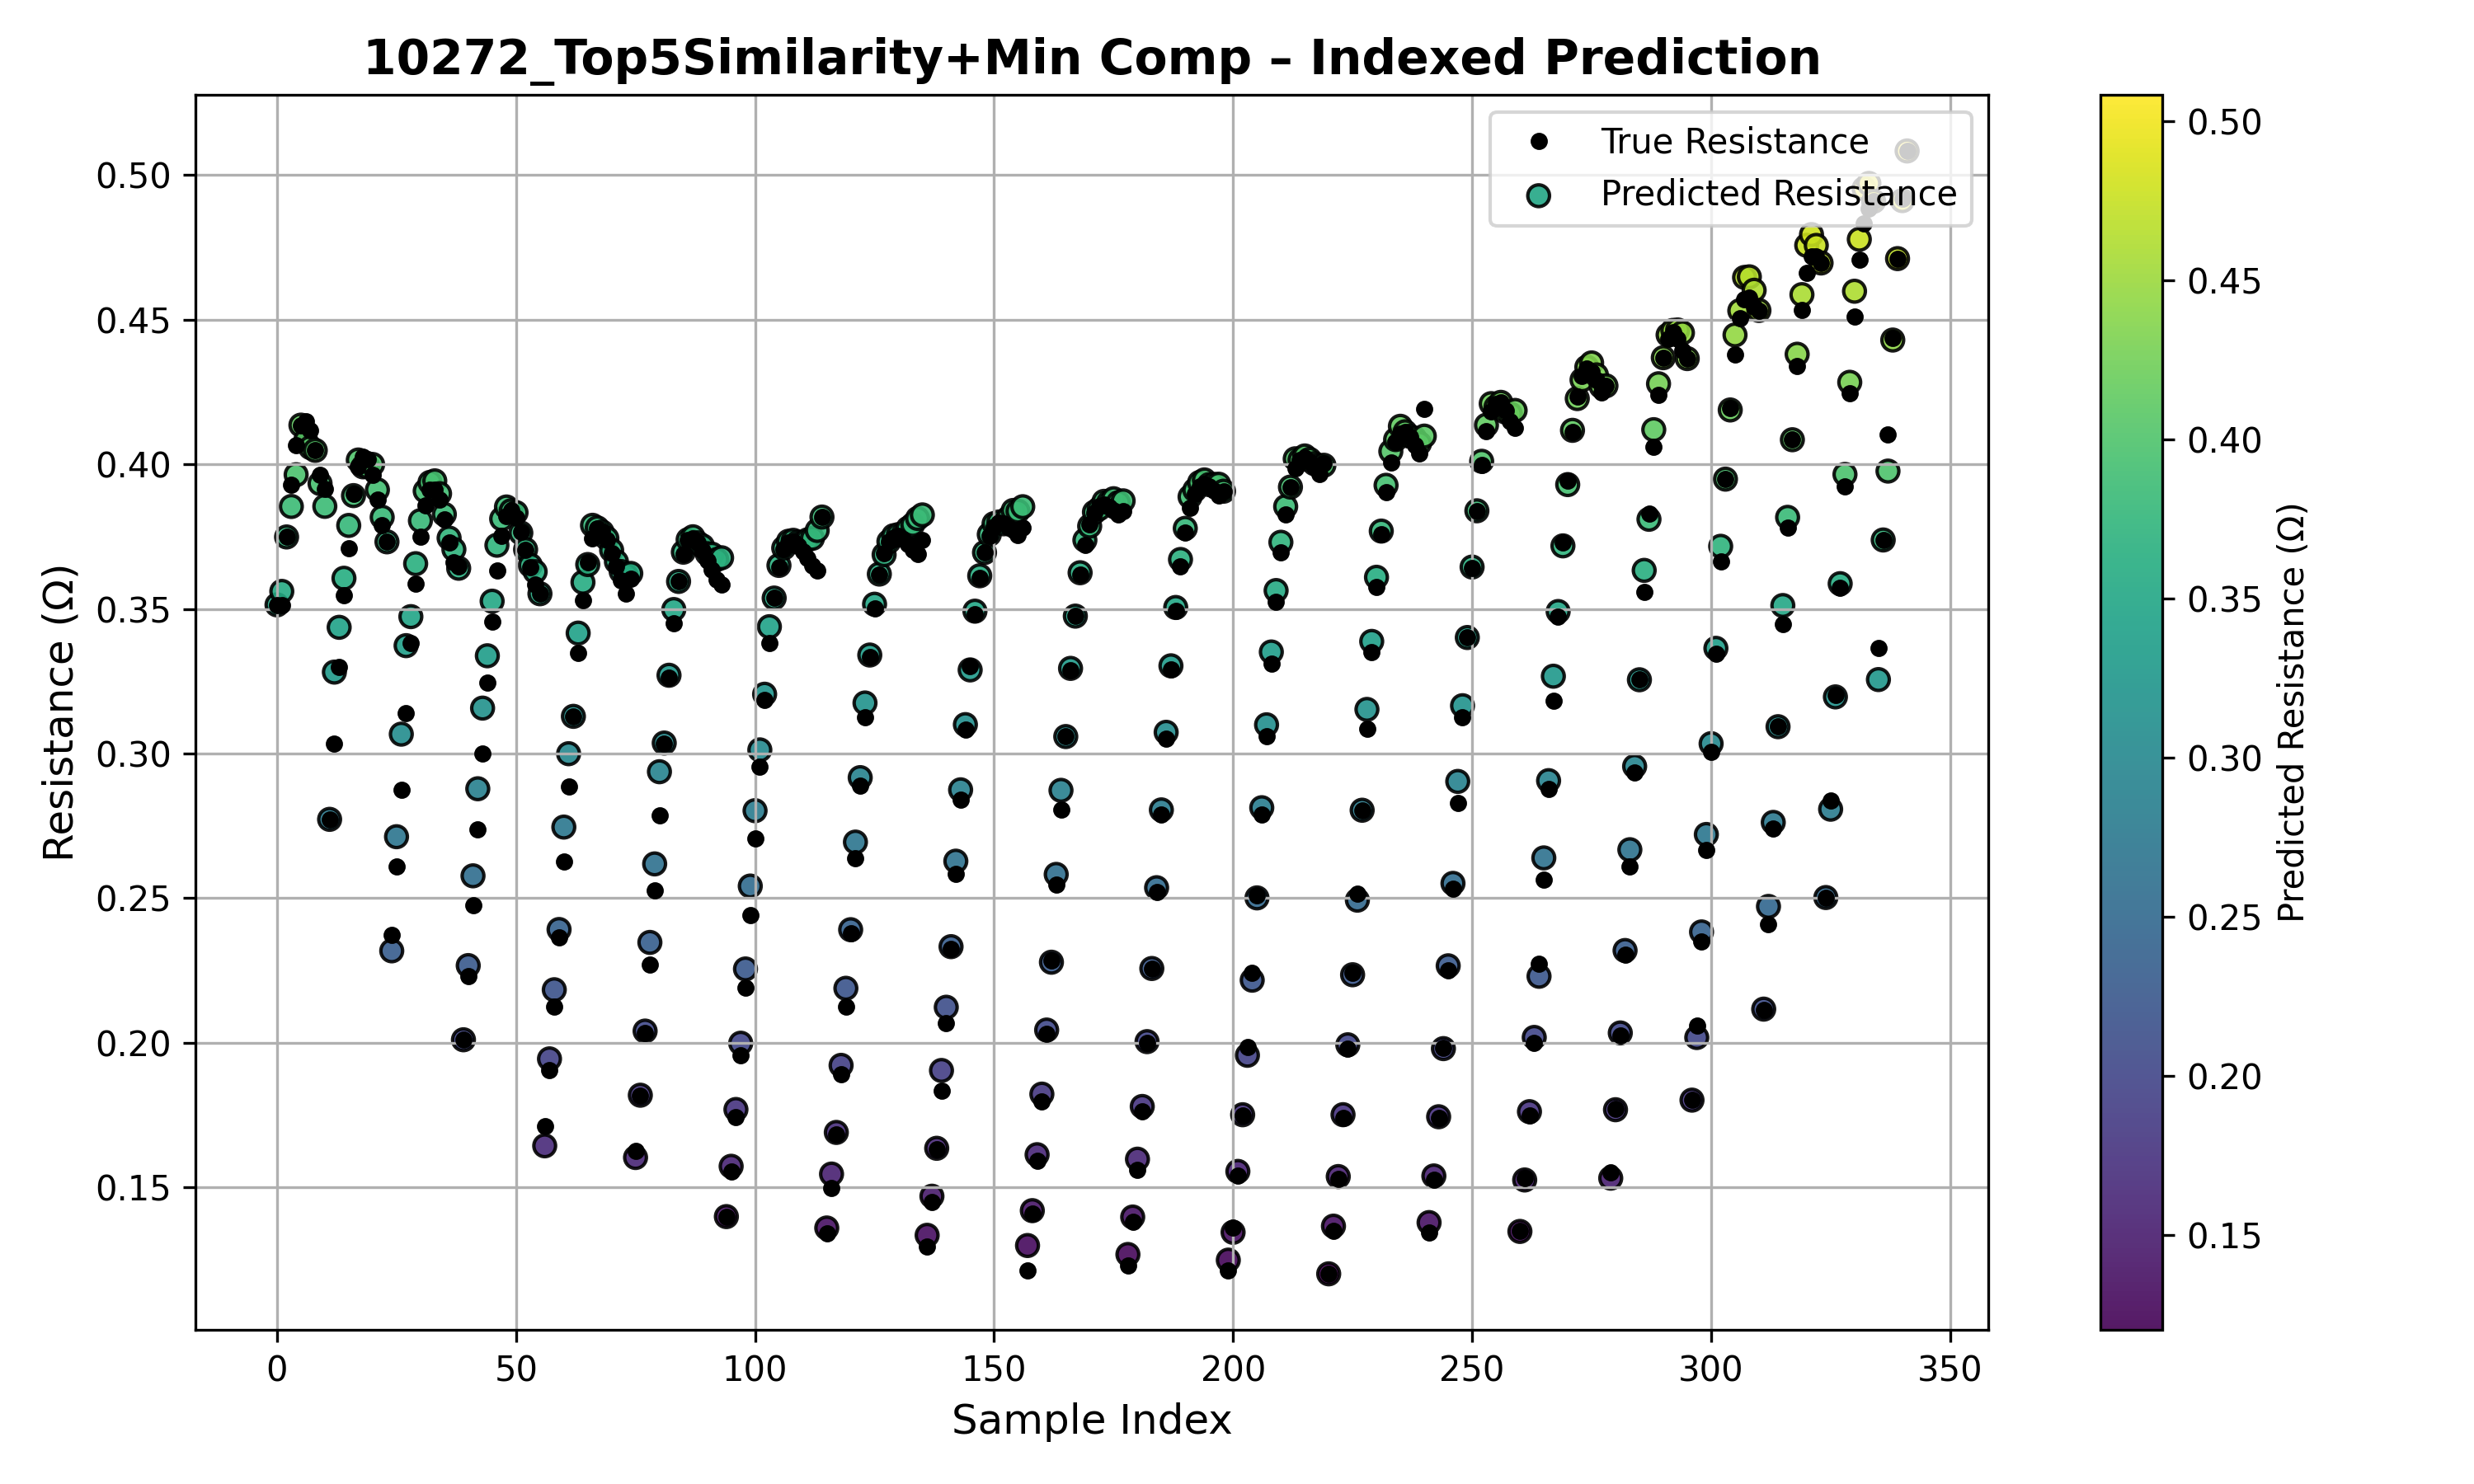 10272_Top5Similarity+Min Comp – Indexed Prediction
True Resistance
Predicted Resistance
Resistance (Ω)
0.50
0.45
0.40
0.35
0.30
0.25
0.20
0.15
0 50 100 150 200 250 300 350
Sample Index
0.50
0.45
0.40
0.35
0.30
0.25
0.20
0.15
Predicted Resistance (Ω)